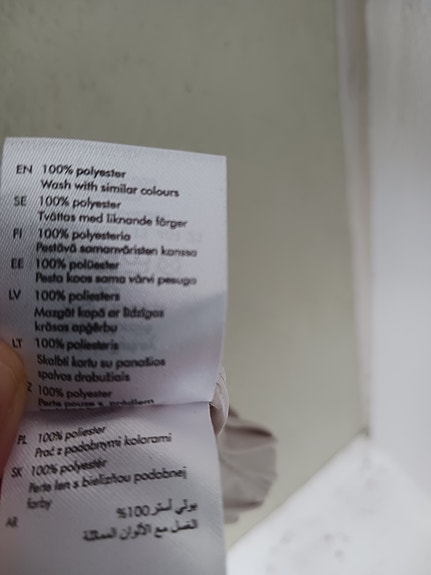 EN 100% polyester
Wash with similar colours
SE 100% polyester
Tvättas med liknande färger
FI 100% polyesteria
Pestävä samanväristen kanssa
EE 100% polüester
Pesta koos sama värvi pesuga
LV 100% poliesters
Mazgāt kopā ar līdzīgas
krāsas apģērbu
LT 100% poliesteris
Skalbti kartu su panašios
spalvos drabužiais
100% polyester
PL 100% poliester
Prać z podobnymi kolorami
SK 100% polyestér
Perte len s bielizňou podobnej
farby
AR بولي أستر 100%
الغسل مع الألوان المماثلة